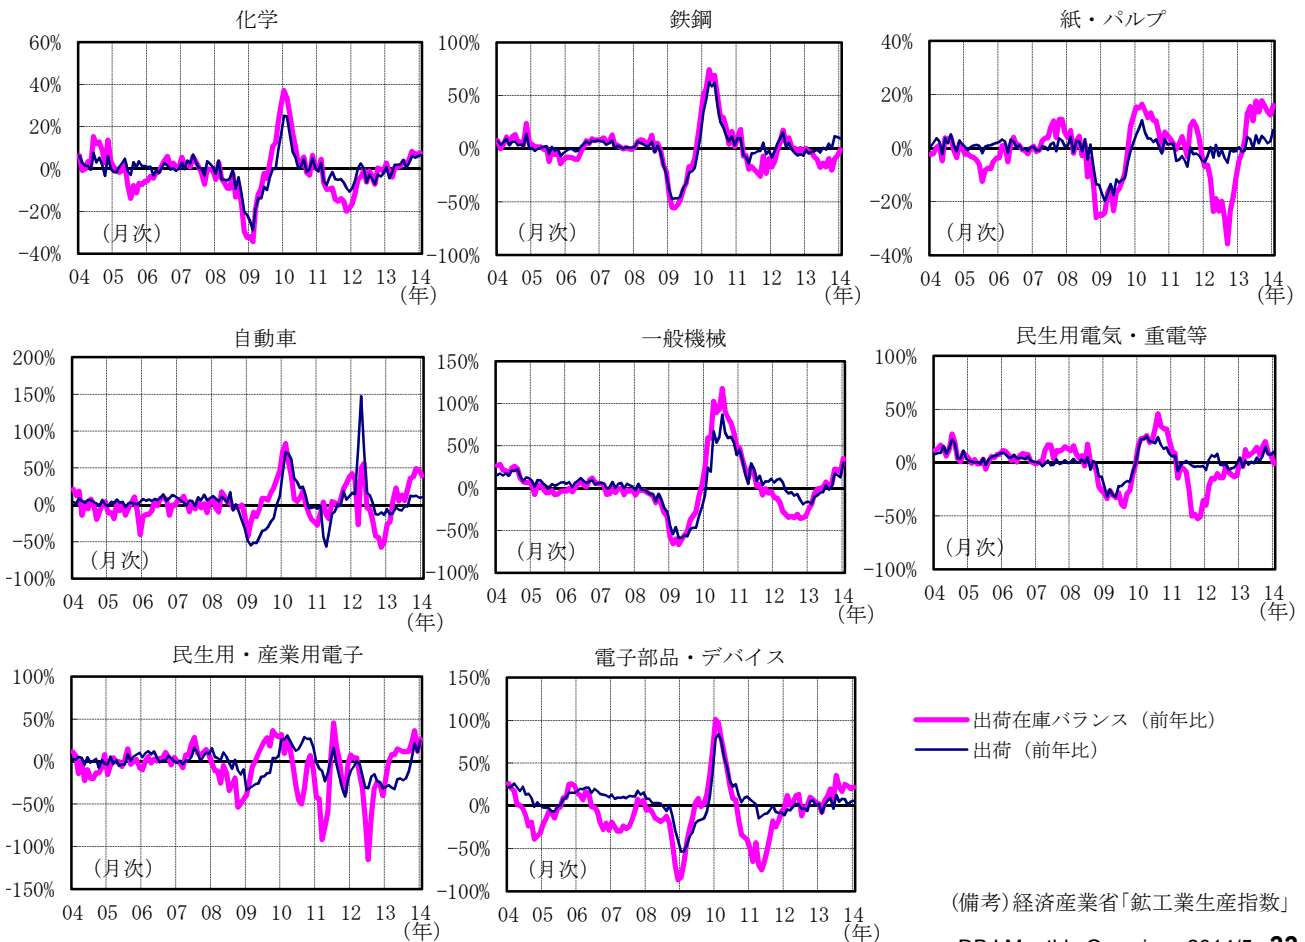 化学
60%
40%
20%
0%
-20%
-40%
(月次)
04 05 06 07 08 09 10 11 12 13 14
(年)
鉄鋼
100%
50%
0%
-50%
-100%
(月次)
04 05 06 07 08 09 10 11 12 13 14
(年)
紙・パルプ
40%
20%
0%
-20%
-40%
(月次)
04 05 06 07 08 09 10 11 12 13 14
(年)
自動車
200%
150%
100%
50%
0%
-50%
-100%
(月次)
04 05 06 07 08 09 10 11 12 13 14
(年)
一般機械
150%
100%
50%
0%
-50%
-100%
(月次)
04 05 06 07 08 09 10 11 12 13 14
(年)
民生用電気・重電等
100%
50%
0%
-50%
-100%
(月次)
04 05 06 07 08 09 10 11 12 13 14
(年)
民生用・産業用電子
100%
50%
0%
-50%
-100%
-150%
(月次)
04 05 06 07 08 09 10 11 12 13 14
(年)
電子部品・デバイス
150%
100%
50%
0%
-50%
-100%
(月次)
04 05 06 07 08 09 10 11 12 13 14
(年)
出荷在庫バランス (前年比)
出荷 (前年比)
(備考)経済産業省「鉱工業生産指数」